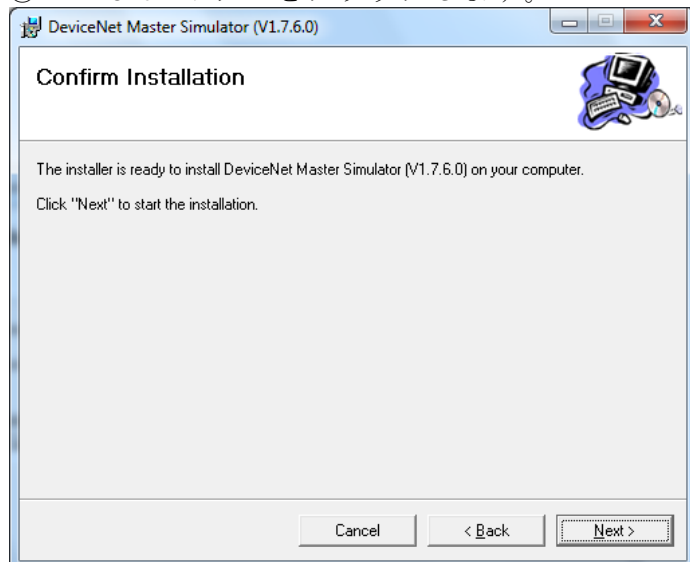 DeviceNet Master Simulator (V1.7.6.0)
Confirm Installation
The installer is ready to install DeviceNet Master Simulator (V1.7.6.0) on your computer.
Click "Next" to start the installation.
Cancel
< Back
Next >